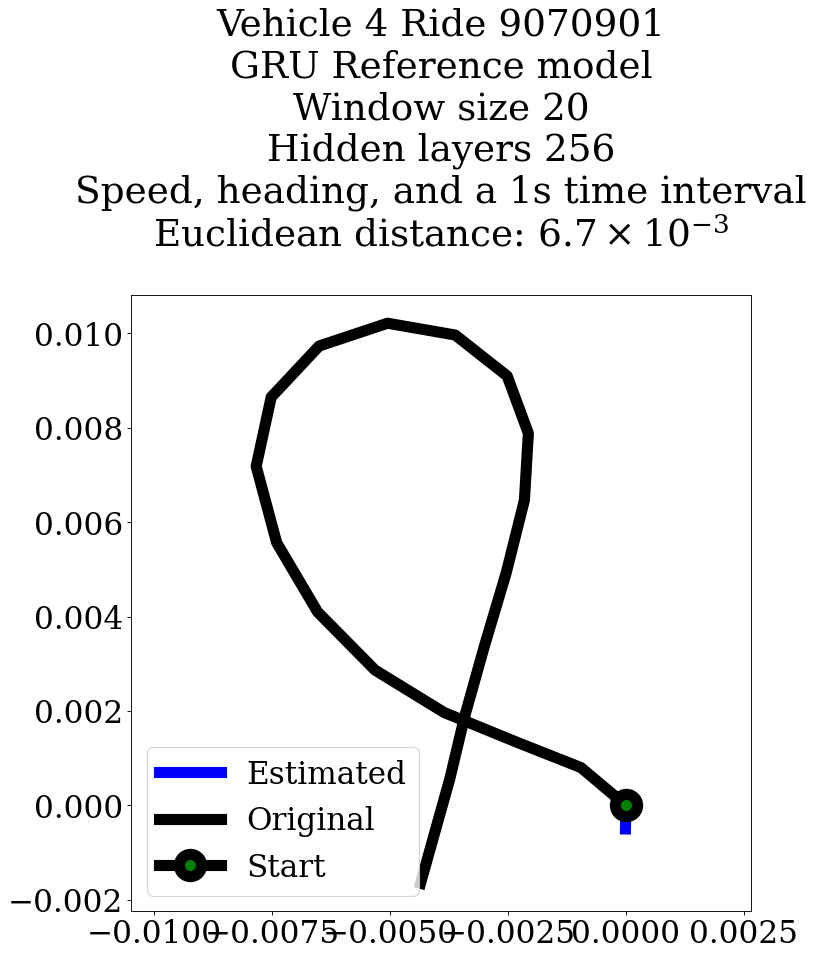 Vehicle 4 Ride 9070901
GRU Reference model
Window size 20
Hidden layers 256
Speed, heading, and a 1s time interval
Euclidean distance: 6.7 × 10⁻³
0.010
0.008
0.006
0.004
0.002
0.000
−0.002
Estimated
Original
Start
−0.0100 −0.0075 −0.0050 −0.0025 0.0000 0.0025